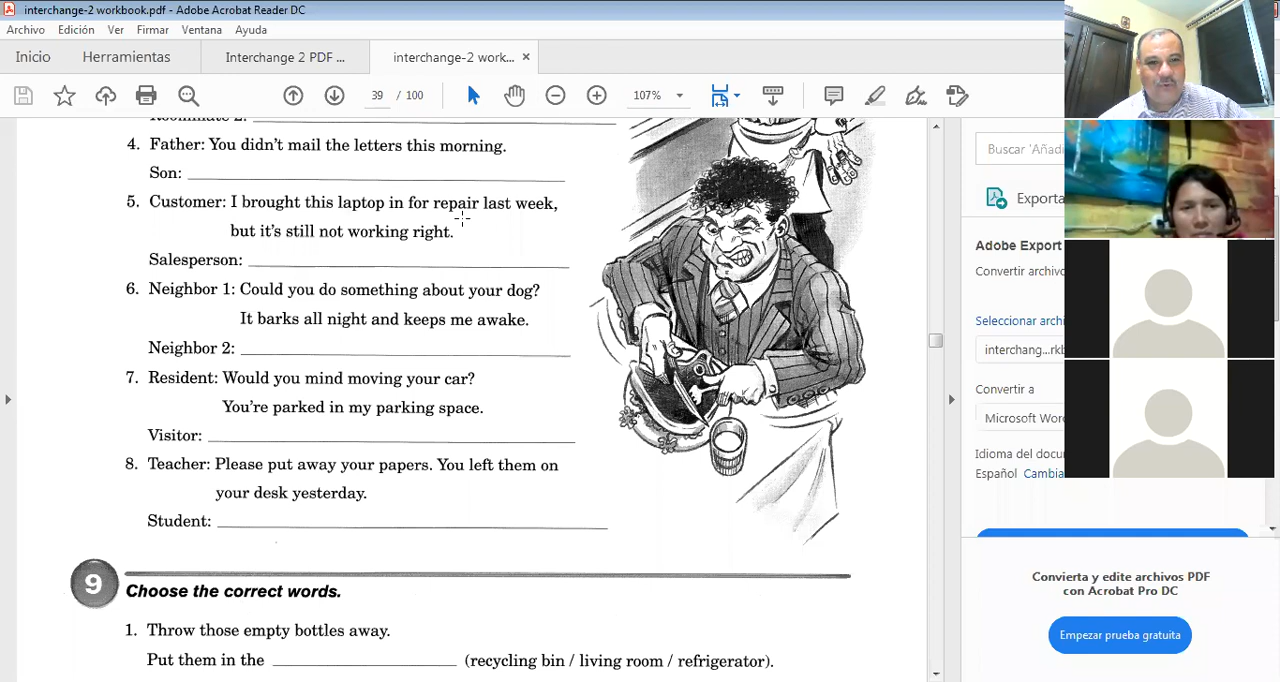 interchange-2 workbook.pdf - Adobe Acrobat Reader DC
Archivo Edición Ver Firmar Ventana Ayuda
Inicio Herramientas Interchange 2 PDF ... interchange-2 work... ×
39 / 100 107%
4. Father: You didn't mail the letters this morning.
Son:
5. Customer: I brought this laptop in for repair last week,
but it's still not working right.
Salesperson:
6. Neighbor 1: Could you do something about your dog?
It barks all night and keeps me awake.
Neighbor 2:
7. Resident: Would you mind moving your car?
You're parked in my parking space.
Visitor:
8. Teacher: Please put away your papers. You left them on
your desk yesterday.
Student:
9
Choose the correct words.
1. Throw those empty bottles away.
Put them in the (recycling bin / living room / refrigerator).
Buscar 'Añadi
Exporta
Adobe Export
Convertir archivo
Seleccionar archi
interchang...rkb
Convertir a
Microsoft Word
Idioma del docum
Español Cambia
Convierta y edite archivos PDF
con Acrobat Pro DC
Empezar prueba gratuita